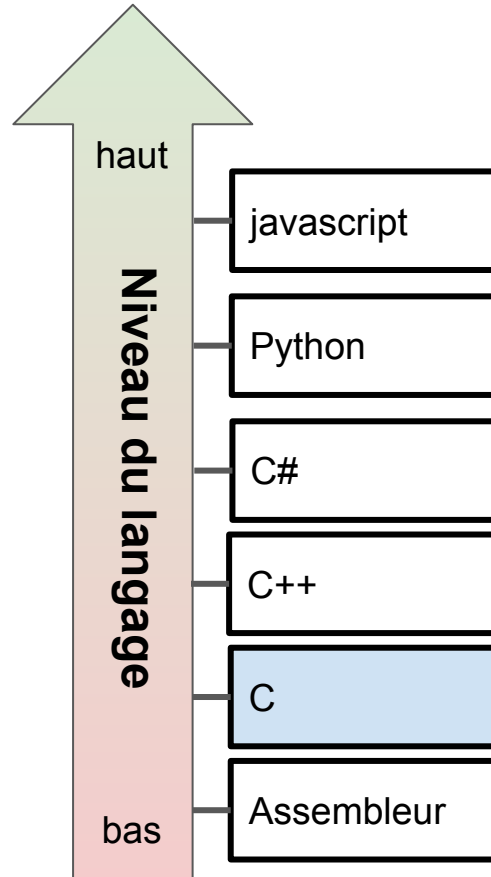 haut
javascript
Python
Niveau du langage
C#
C++
C
Assembleur
bas